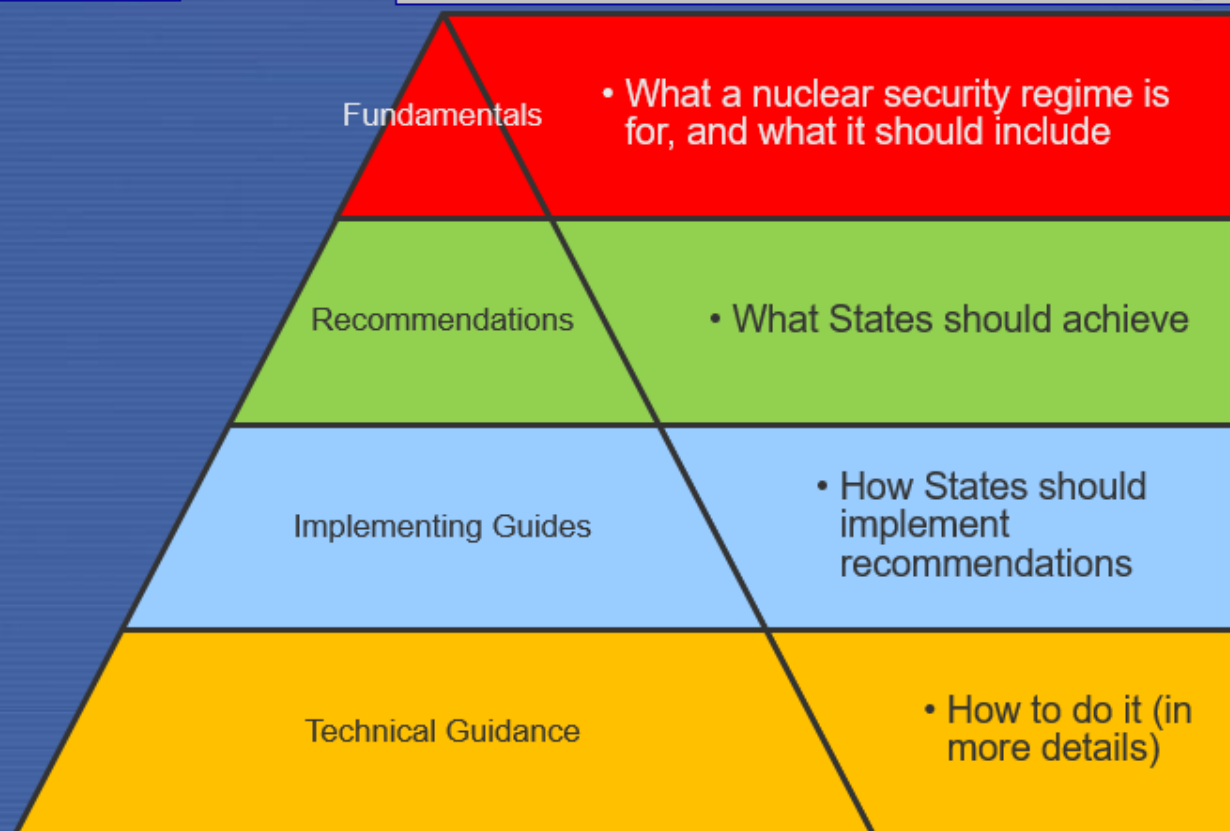 Fundamentals
• What a nuclear security regime is
for, and what it should include
Recommendations
• What States should achieve
Implementing Guides
• How States should
implement
recommendations
Technical Guidance
• How to do it (in
more details)